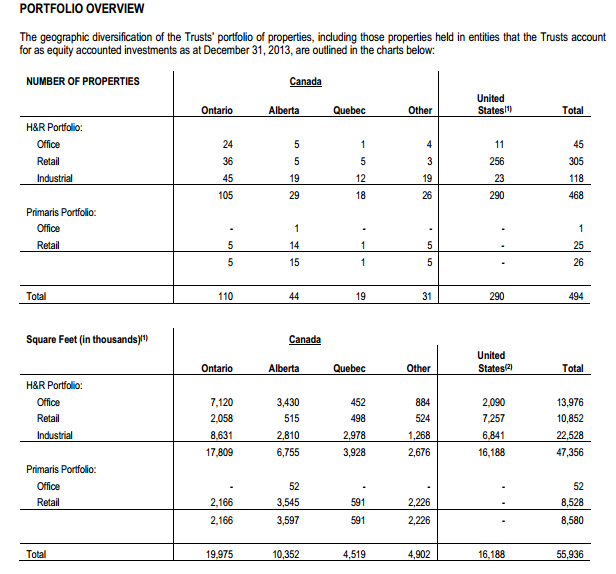 PORTFOLIO OVERVIEW
The geographic diversification of the Trusts' portfolio of properties, including those properties held in entities that the Trusts account
for as equity accounted investments as at December 31, 2013, are outlined in the charts below:
NUMBER OF PROPERTIES Canada
United
Ontario Alberta Quebec Other States(1) Total
H&R Portfolio:
Office 24 5 1 4 11 45
Retail 36 5 5 3 256 305
Industrial 45 19 12 19 23 118
105 29 18 26 290 468
Primaris Portfolio:
Office - 1 - - - 1
Retail 5 14 1 5 - 25
5 15 1 5 - 26
Total 110 44 19 31 290 494
Square Feet (in thousands)(1) Canada
United
Ontario Alberta Quebec Other States(2) Total
H&R Portfolio:
Office 7,120 3,430 452 884 2,090 13,976
Retail 2,058 515 498 524 7,257 10,852
Industrial 8,631 2,810 2,978 1,268 6,841 22,528
17,809 6,755 3,928 2,676 16,188 47,356
Primaris Portfolio:
Office - 52 - - - 52
Retail 2,166 3,545 591 2,226 - 8,528
2,166 3,597 591 2,226 - 8,580
Total 19,975 10,352 4,519 4,902 16,188 55,936